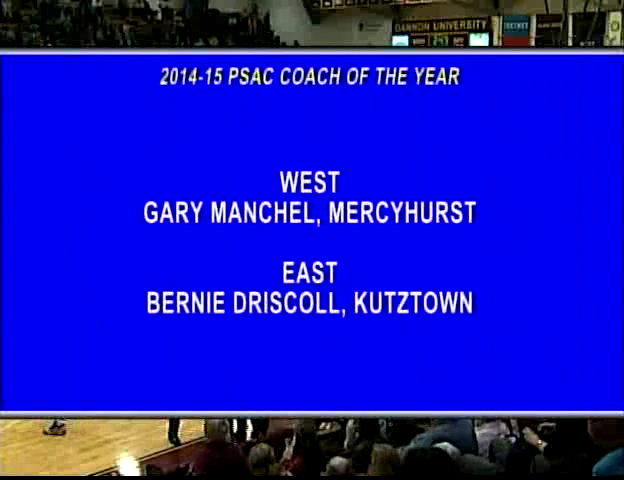 GANNON UNIVERSITY
2014-15 PSAC COACH OF THE YEAR
WEST
GARY MANCHEL, MERCYHURST
EAST
BERNIE DRISCOLL, KUTZTOWN